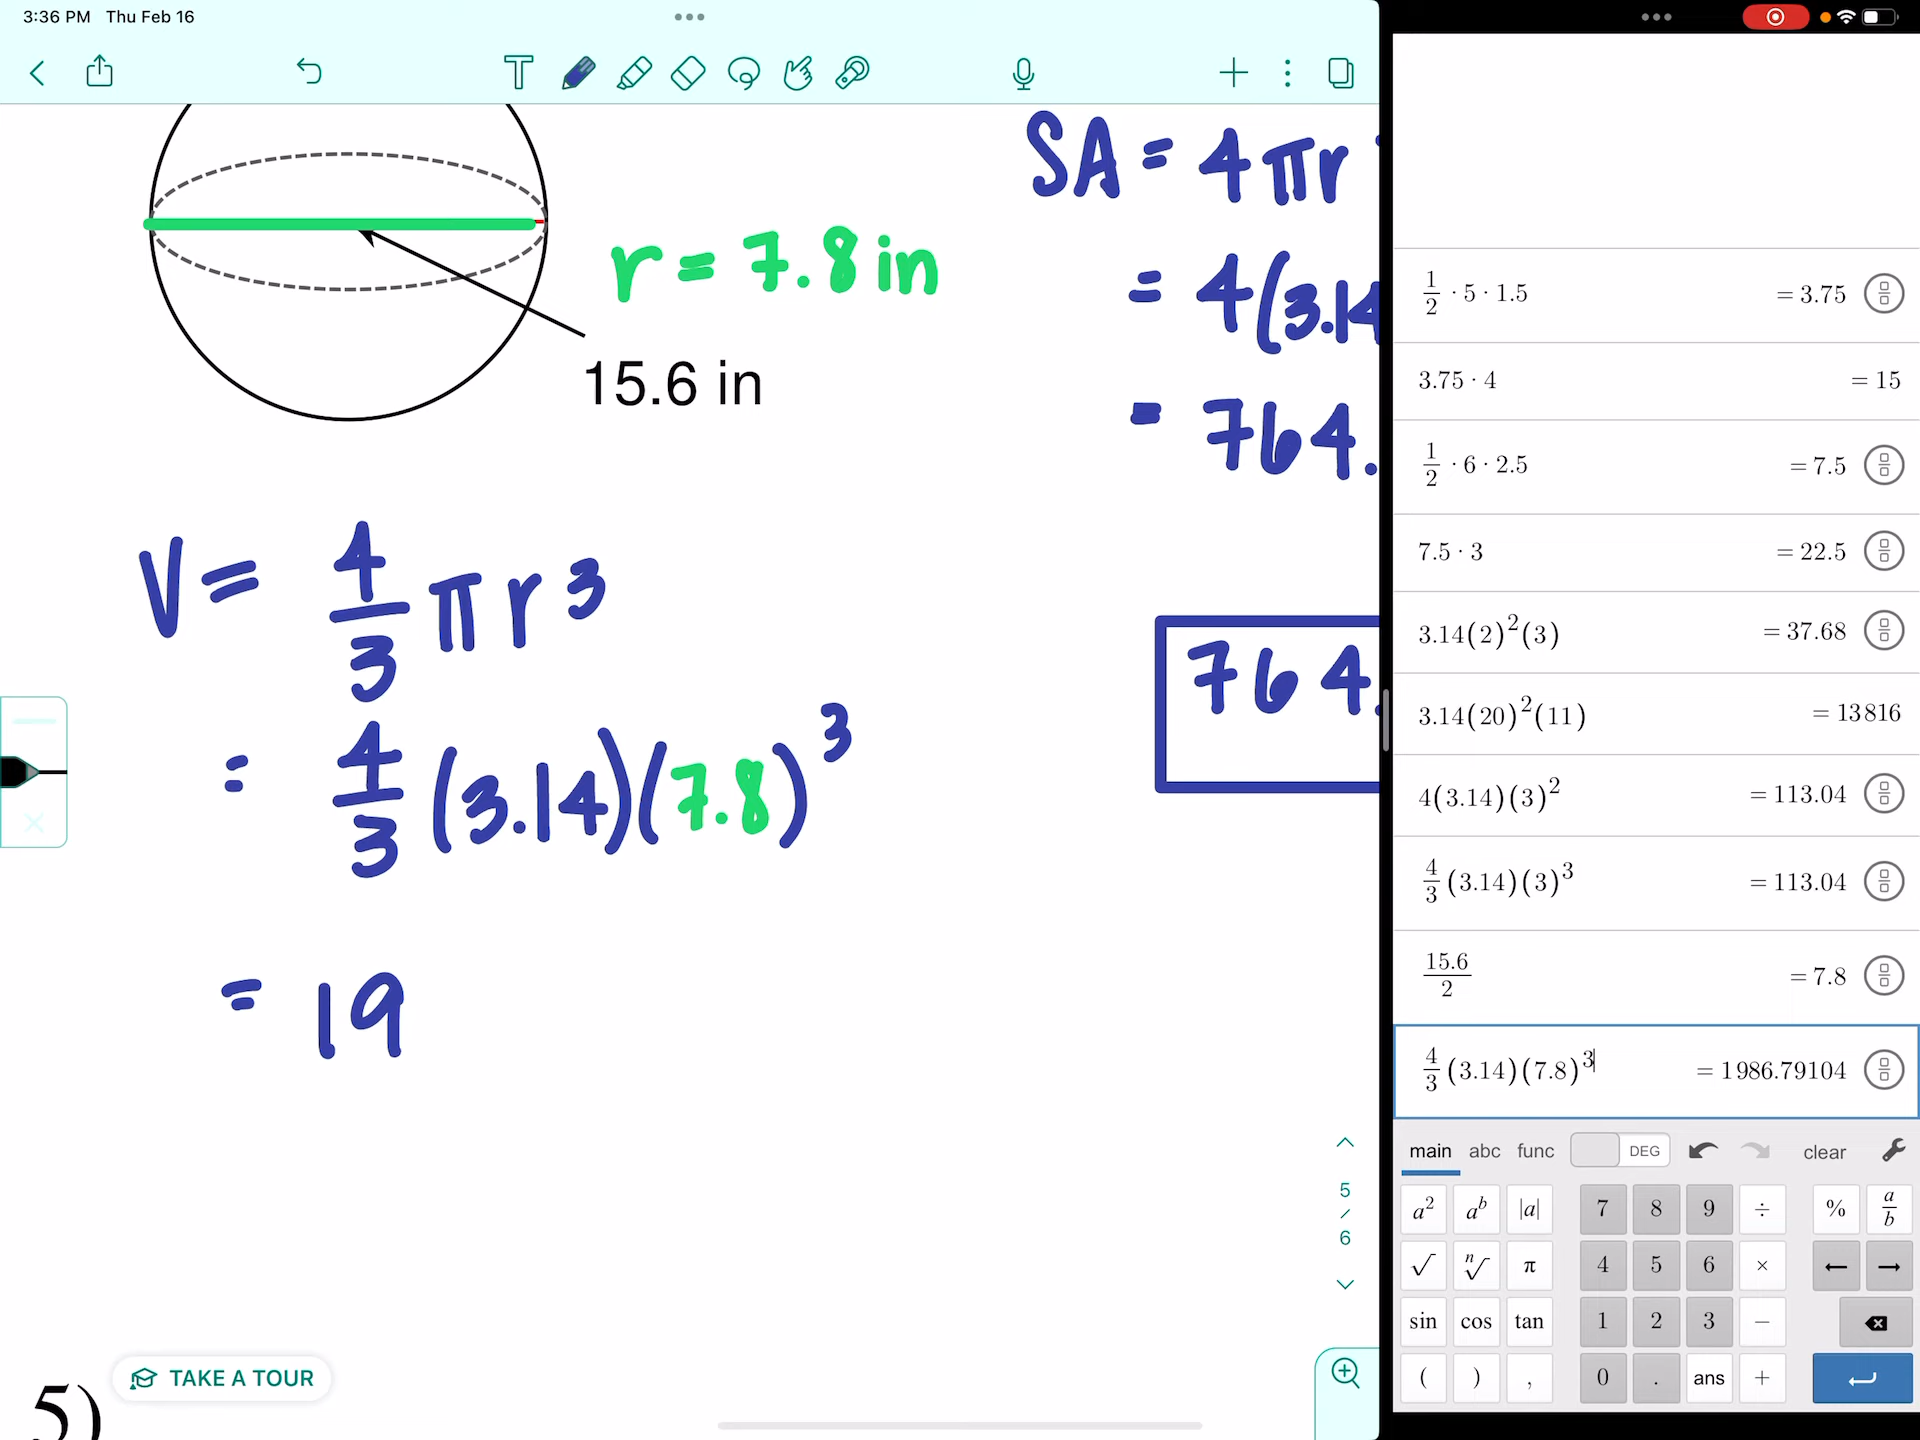 3:36 PM Thu Feb 16
SA = 4πr
= 4(3.14
= 764.
r = 7.8 in
15.6 in
V = 4/3 πr³
= 4/3 (3.14)(7.8)³
= 19
764.
5
/
6
TAKE A TOUR
5)
1/2 · 5 · 1.5 = 3.75
3.75 · 4 = 15
1/2 · 6 · 2.5 = 7.5
7.5 · 3 = 22.5
3.14(2)²(3) = 37.68
3.14(20)²(11) = 13816
4(3.14)(3)² = 113.04
4/3 (3.14)(3)³ = 113.04
15.6/2 = 7.8
4/3 (3.14)(7.8)³ = 1986.79104
main abc func DEG clear
a² aᵇ |a| 7 8 9 ÷ % a/b
√ ⁿ√ π 4 5 6 × ← →
sin cos tan 1 2 3 −
( ) , 0 . ans +